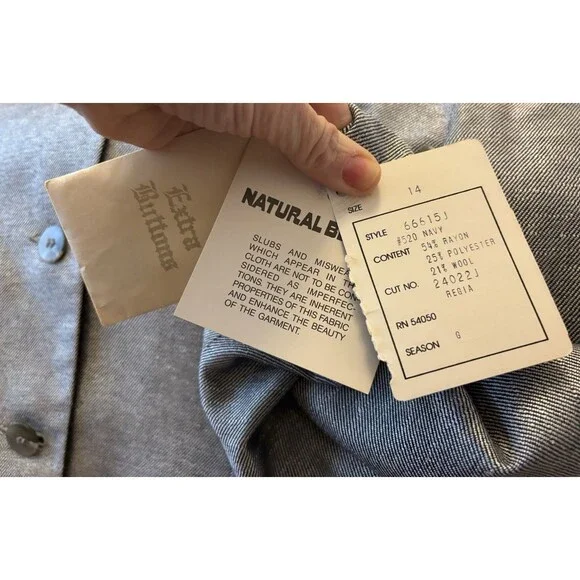 Extra
Buttons
NATURAL B
SLUBS AND MISWEA
WHICH APPEAR IN TH
CLOTH ARE NOT TO BE CON
SIDERED AS IMPERFEC-
TIONS. THEY ARE INHERENT
PROPERTIES OF THIS FABRIC
AND ENHANCE THE BEAUTY
OF THE GARMENT.
SIZE 14
STYLE 66615J
#520 NAVY
CONTENT 54% RAYON
25% POLYESTER
21% WOOL
CUT NO. 24022J
REGIA
RN 54050
SEASON G